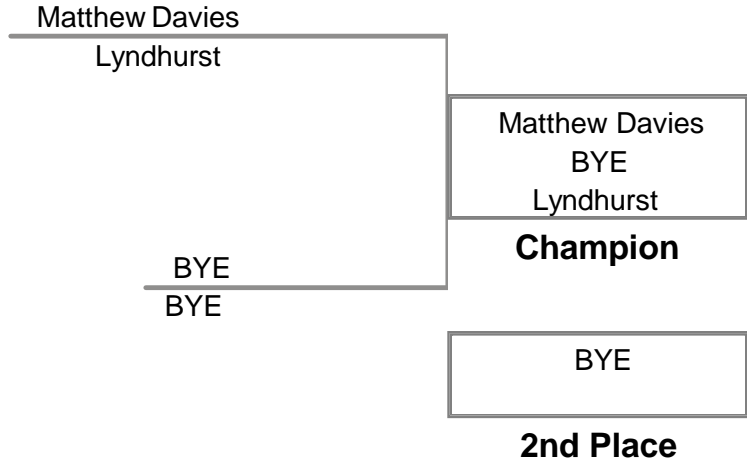 Matthew Davies
Lyndhurst
Matthew Davies
BYE
Lyndhurst
Champion
BYE
BYE
BYE
2nd Place